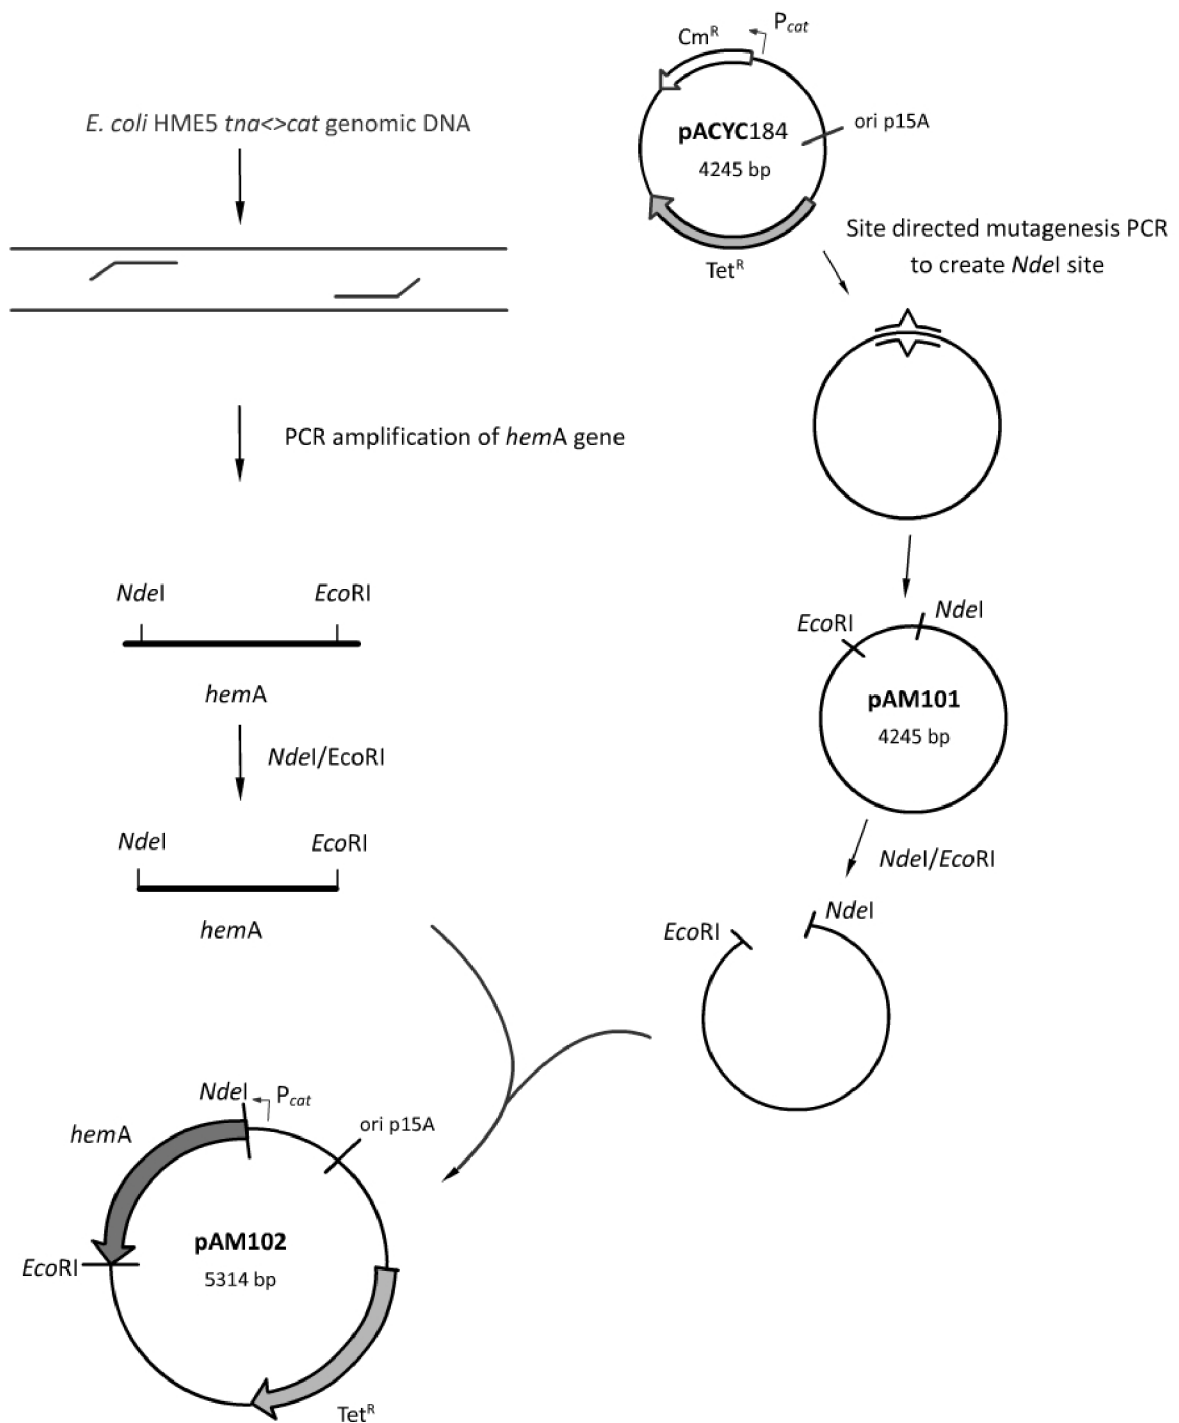 Cmᴿ
Pcat
E. coli HME5 tna<>cat genomic DNA
pACYC184
4245 bp
ori p15A
Tetᴿ
Site directed mutagenesis PCR
to create NdeI site
PCR amplification of hemA gene
NdeI
EcoRI
hemA
NdeI/EcoRI
NdeI
EcoRI
hemA
EcoRI
NdeI
pAM101
4245 bp
NdeI/EcoRI
EcoRI
NdeI
NdeI
Pcat
hemA
ori p15A
pAM102
5314 bp
EcoRI
Tetᴿ